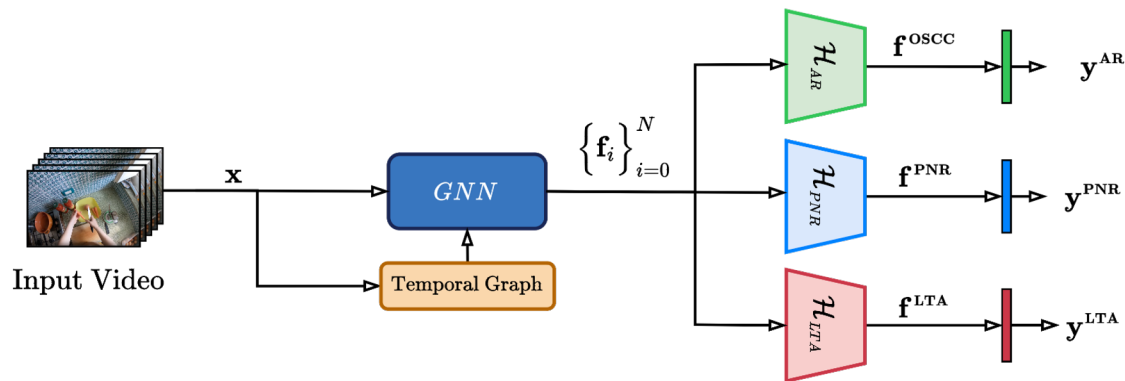 x
Input Video
GNN
Temporal Graph
{f_i}_{i=0}^{N}
H_AR
f^OSCC
y^AR
H_PNR
f^PNR
y^PNR
H_LTA
f^LTA
y^LTA